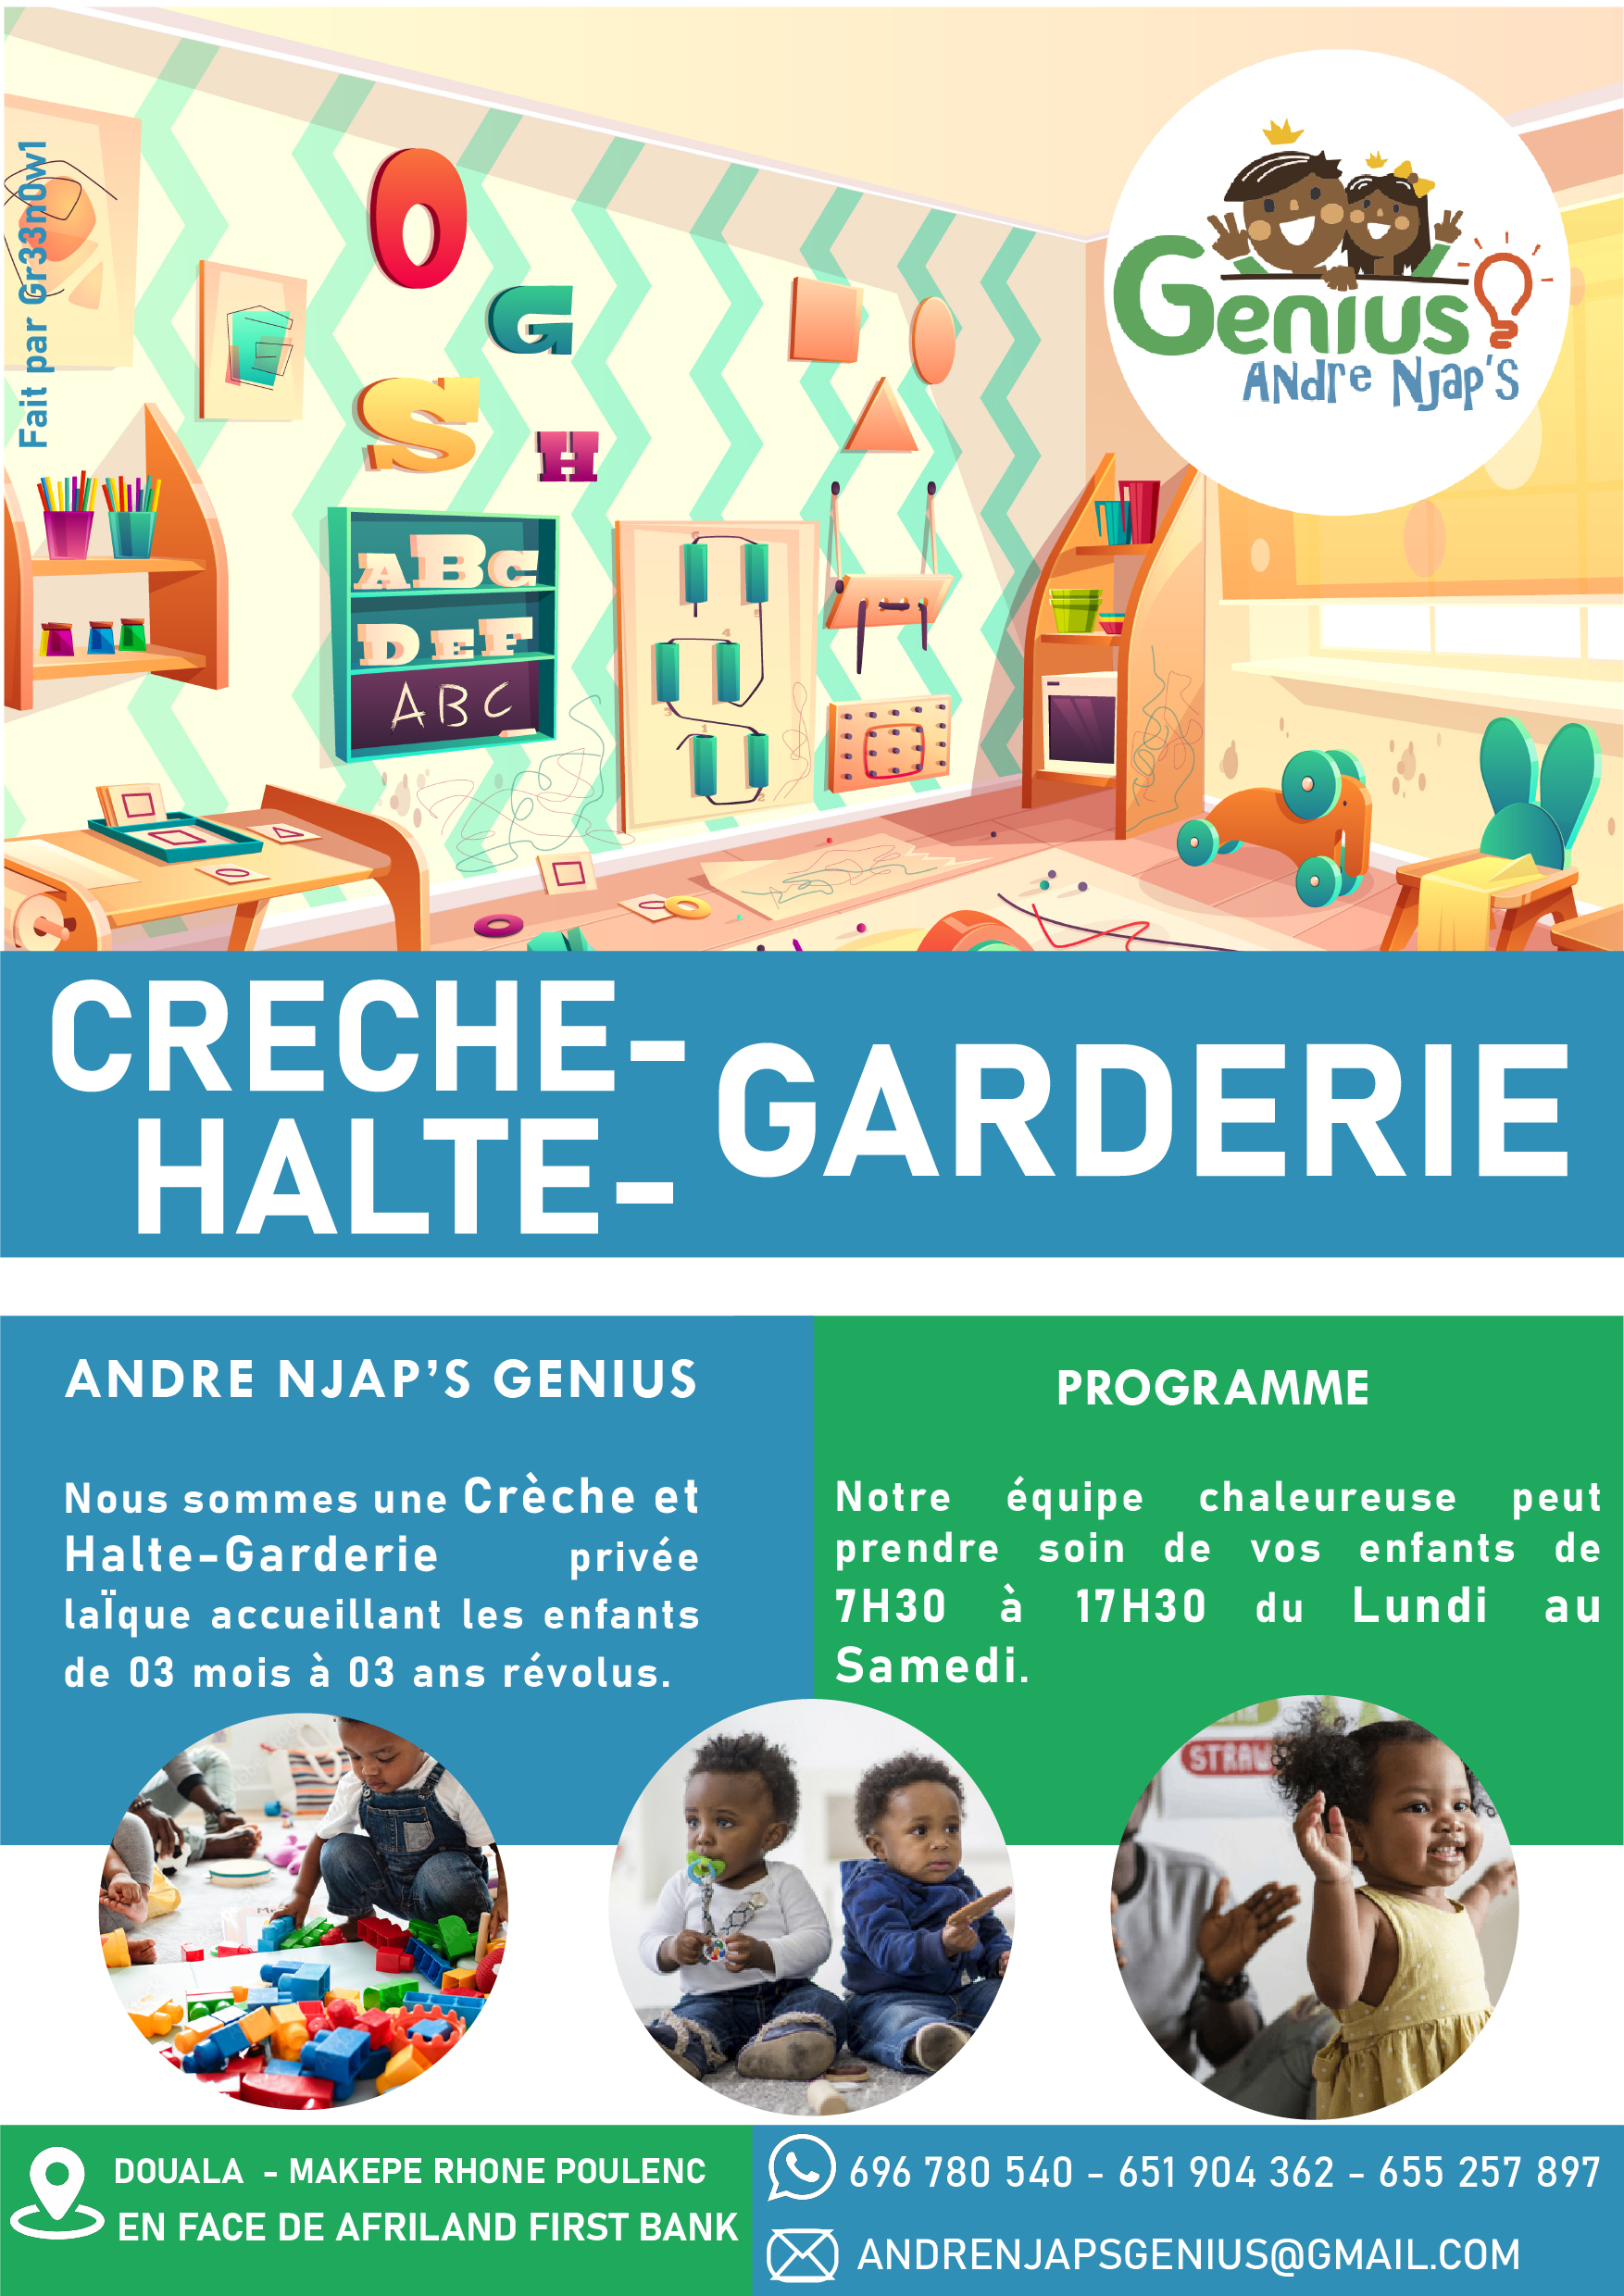 Fait par Gr33n0w1
O
G
S
H
E
ABC
DEF
ABC
Genius
ANdre Njap'S
CRECHE-
HALTE-
GARDERIE
ANDRE NJAP'S GENIUS
Nous sommes une Crèche et
Halte-Garderie privée
laÏque accueillant les enfants
de 03 mois à 03 ans révolus.
PROGRAMME
Notre équipe chaleureuse peut
prendre soin de vos enfants de
7H30 à 17H30 du Lundi au
Samedi.
STRAW
DOUALA - MAKEPE RHONE POULENC
EN FACE DE AFRILAND FIRST BANK
696 780 540 - 651 904 362 - 655 257 897
ANDRENJAPSGENIUS@GMAIL.COM